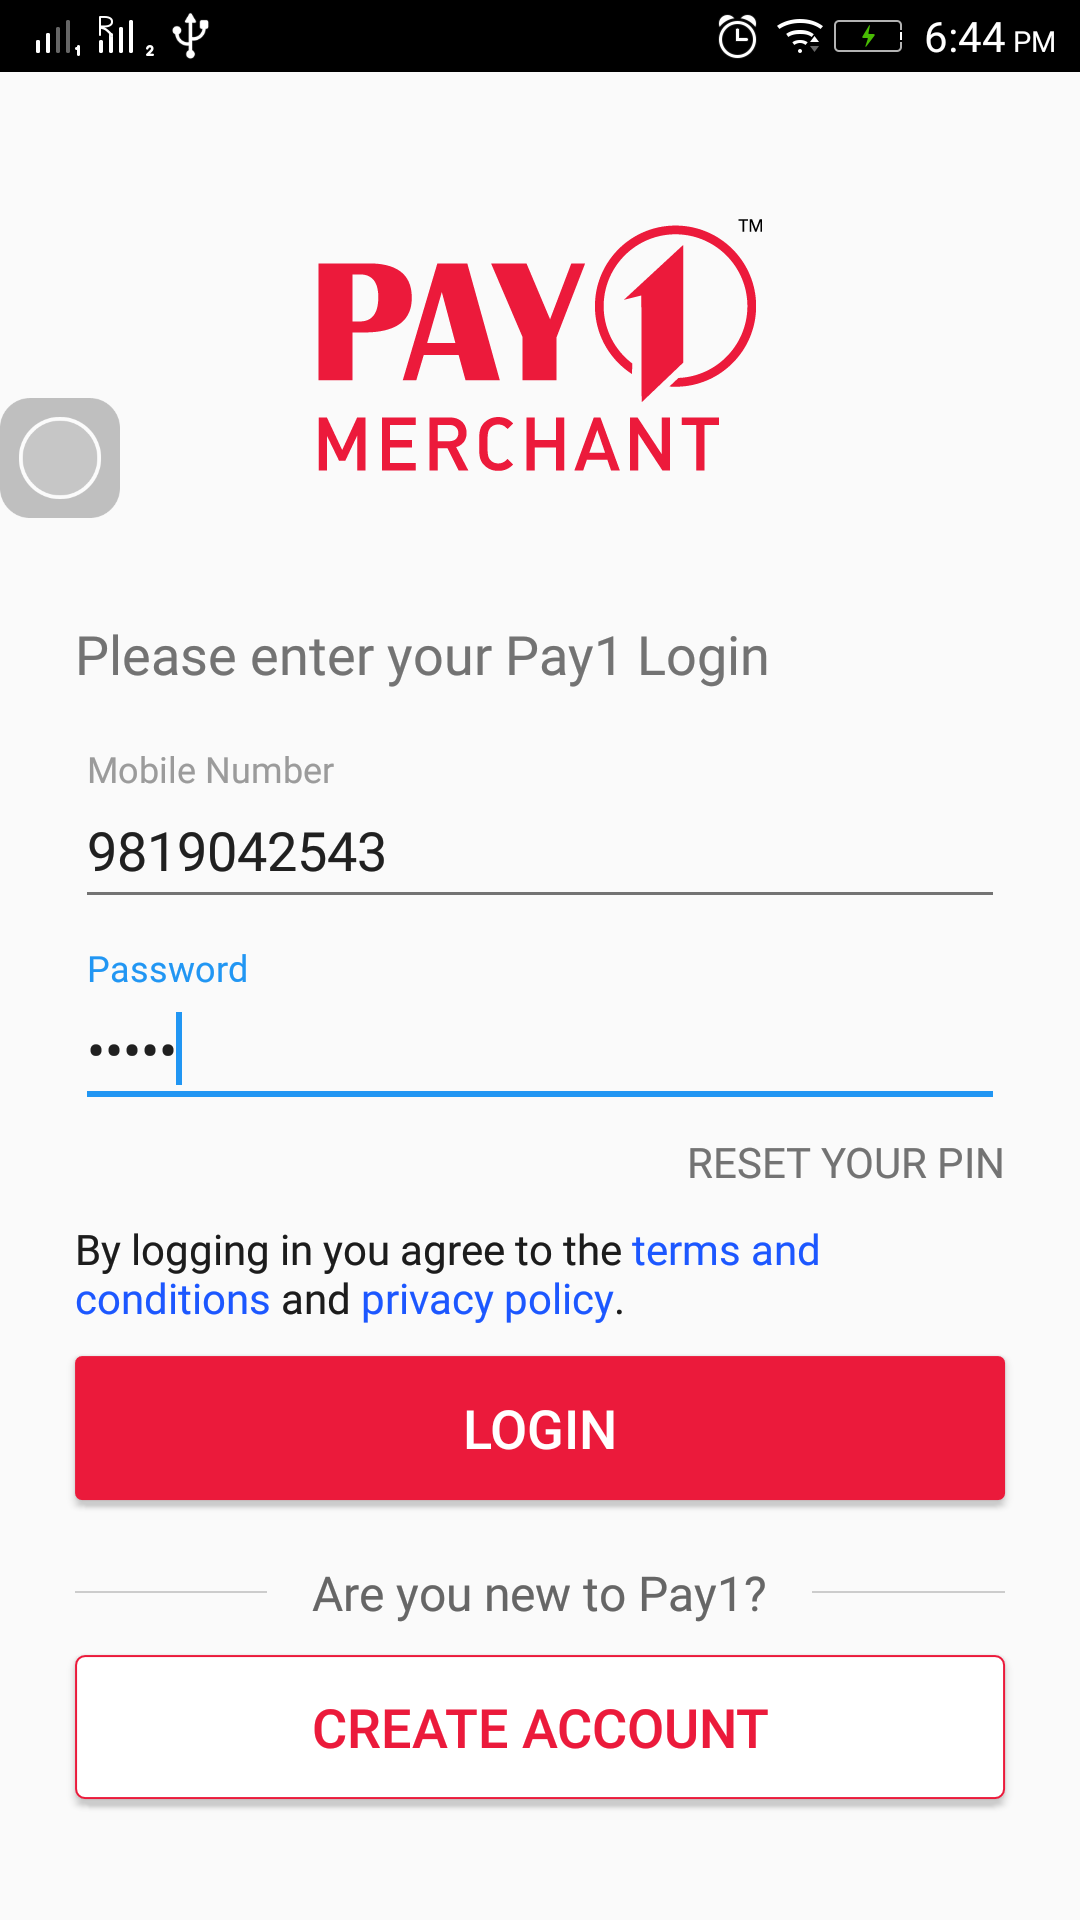 1 R 2 6:44 PM
PAY1 TM
MERCHANT
Please enter your Pay1 Login
Mobile Number
9819042543
Password
•••••
RESET YOUR PIN
By logging in you agree to the terms and
conditions and privacy policy.
LOGIN
Are you new to Pay1?
CREATE ACCOUNT